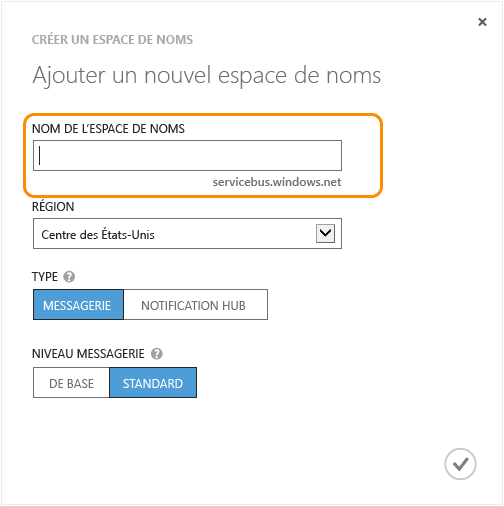 CRÉER UN ESPACE DE NOMS
Ajouter un nouvel espace de noms
NOM DE L'ESPACE DE NOMS
servicebus.windows.net
RÉGION
Centre des États-Unis
TYPE ?
MESSAGERIE NOTIFICATION HUB
NIVEAU MESSAGERIE ?
DE BASE STANDARD